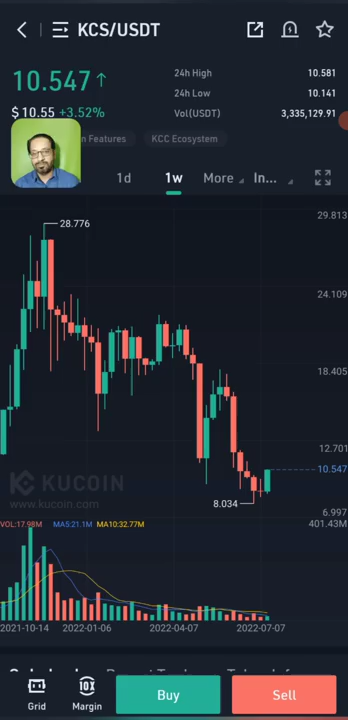 KCS/USDT
10.547↑
24h High 10.581
24h Low 10.141
$10.55 +3.52%
Vol(USDT) 3,335,129.91
Features
KCC Ecosystem
1d 1w More In...
29.813
28.776
24.109
18.405
12.701
10.547
KUCOIN
www.kucoin.com
8.034
6.997
VOL:17.98M MA5:21.1M MA10:32.77M
401.43M
2021-10-14 2022-01-06 2022-04-07 2022-07-07
10X
Grid Margin Buy Sell